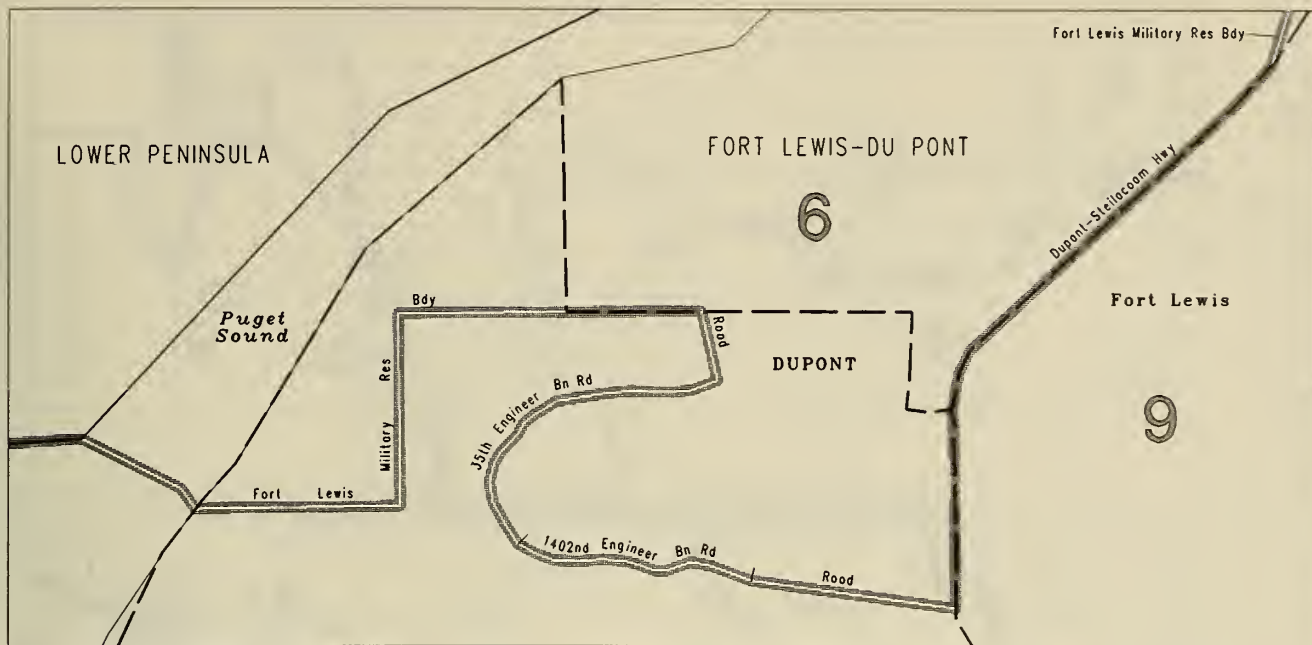 Fort Lewis Military Res Bdy
LOWER PENINSULA
FORT LEWIS-DU PONT
6
Dupont-Steilacoom Hwy
Fort Lewis
Bdy
Puget
Sound
Road
DUPONT
Res
35th Engineer Bn Rd
9
Military
Fort Lewis
1402nd Engineer Bn Rd
Road